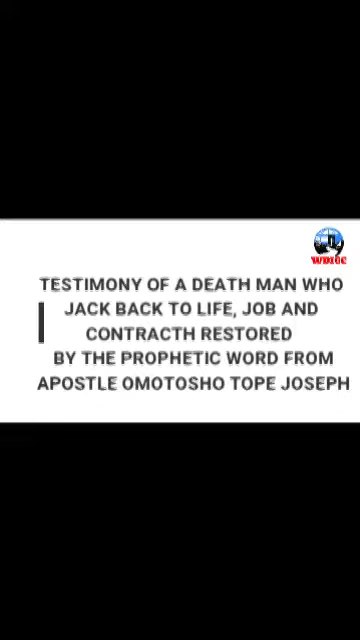 WDIGC
TESTIMONY OF A DEATH MAN WHO
JACK BACK TO LIFE, JOB AND
CONTRACTH RESTORED
BY THE PROPHETIC WORD FROM
APOSTLE OMOTOSHO TOPE JOSEPH